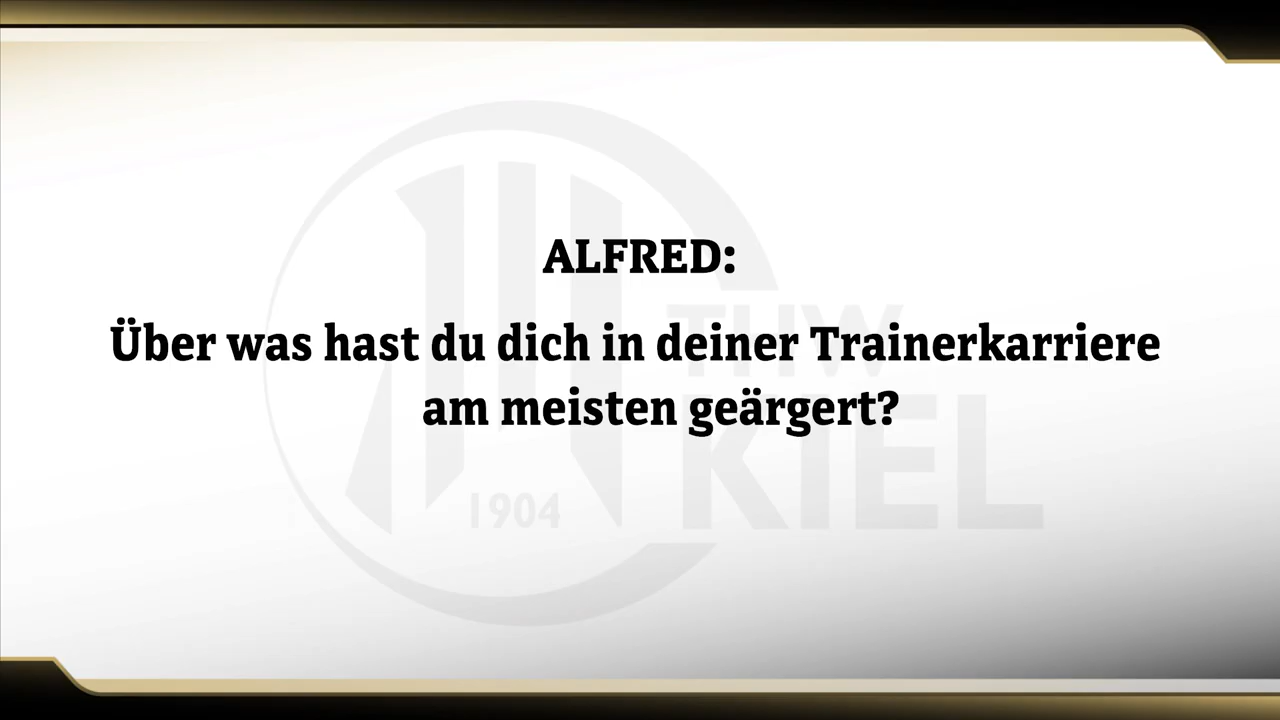 ALFRED:
Über was hast du dich in deiner Trainerkarriere
am meisten geärgert?
THW
KIEL
1904